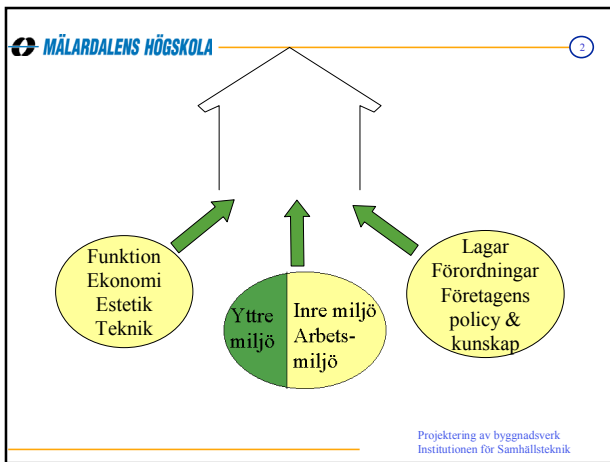 MÄLARDALENS HÖGSKOLA
2
Funktion
Ekonomi
Estetik
Teknik
Yttre
miljö
Inre miljö
Arbets-
miljö
Lagar
Förordningar
Företagens
policy &
kunskap
Projektering av byggnadsverk
Institutionen för Samhällsteknik